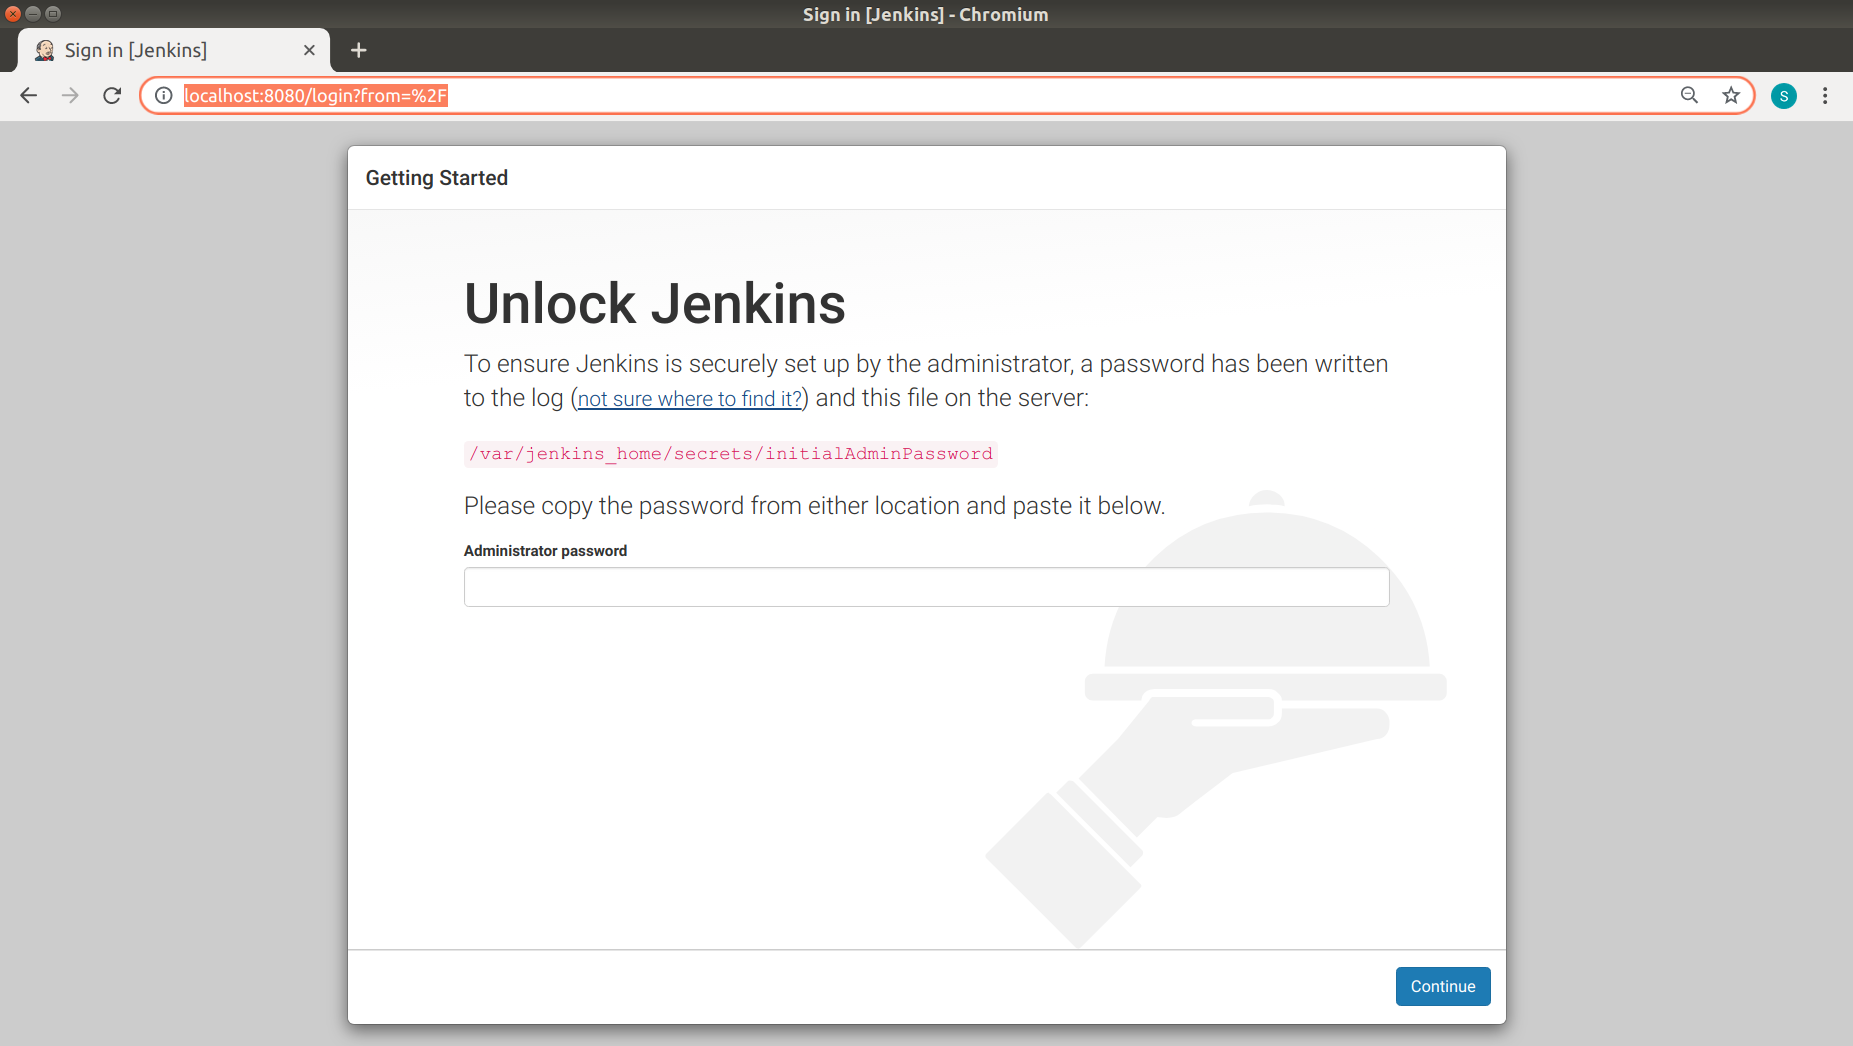 Sign in [Jenkins] - Chromium
Sign in [Jenkins]
localhost:8080/login?from=%2F
S
Getting Started
Unlock Jenkins
To ensure Jenkins is securely set up by the administrator, a password has been written
to the log (not sure where to find it?) and this file on the server:
/var/jenkins_home/secrets/initialAdminPassword
Please copy the password from either location and paste it below.
Administrator password
Continue